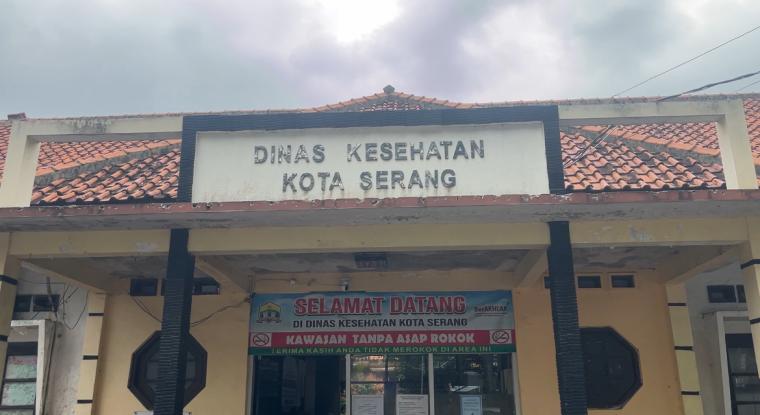 DINAS KESEHATAN
KOTA SERANG
SELAMAT DATANG
BerAKHLAK
DI DINAS KESEHATAN KOTA SERANG
KAWASAN TANPA ASAP ROKOK
TERIMA KASIH ANDA TIDAK MEROKOK DI AREA INI